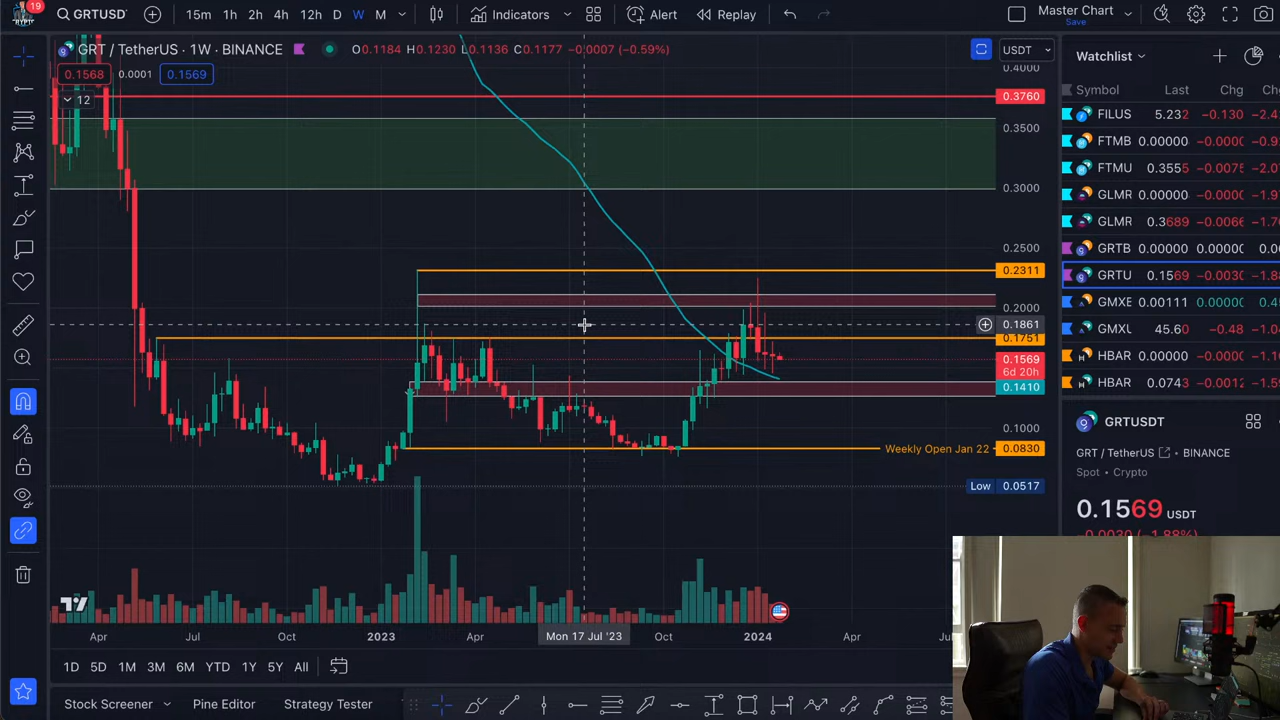 19
GRTUSD
15m 1h 2h 4h 12h D W M
Indicators
Alert
Replay
Master Chart
Save
GRT / TetherUS · 1W · BINANCE
O0.1184 H0.1230 L0.1136 C0.1177 −0.0007 (−0.59%)
USDT
0.1568 0.0001 0.1569
12
0.4000
0.3760
0.3500
0.3000
0.2500
0.2311
0.2000
0.1861
0.1751
0.1569
6d 20h
0.1410
0.1000
Weekly Open Jan 22 0.0830
Low 0.0517
Apr Jul Oct 2023 Apr Mon 17 Jul '23 Oct 2024 Apr
1D 5D 1M 3M 6M YTD 1Y 5Y All
Stock Screener
Pine Editor
Strategy Tester
Watchlist
Symbol Last Chg
FILUS 5.232 −0.130
FTMB 0.00000
FTMU 0.3555
GLMR 0.00000
GLMR 0.3689
GRTB 0.00000 0.00000
GRTU 0.1569
GMXE 0.00111 0.00000
GMXU 45.60 −0.48
HBAR 0.00000
HBAR 0.0743
GRTUSDT
GRT / TetherUS BINANCE
Spot • Crypto
0.1569 USDT
−0.0030 (−1.88%)